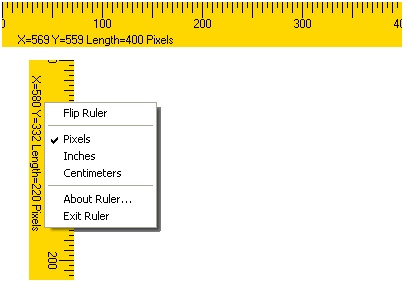 100 200 300 40
X=569 Y=559 Length=400 Pixels
X=580 Y=332 Length=220 Pixels
Flip Ruler
Pixels
Inches
Centimeters
About Ruler...
Exit Ruler
200